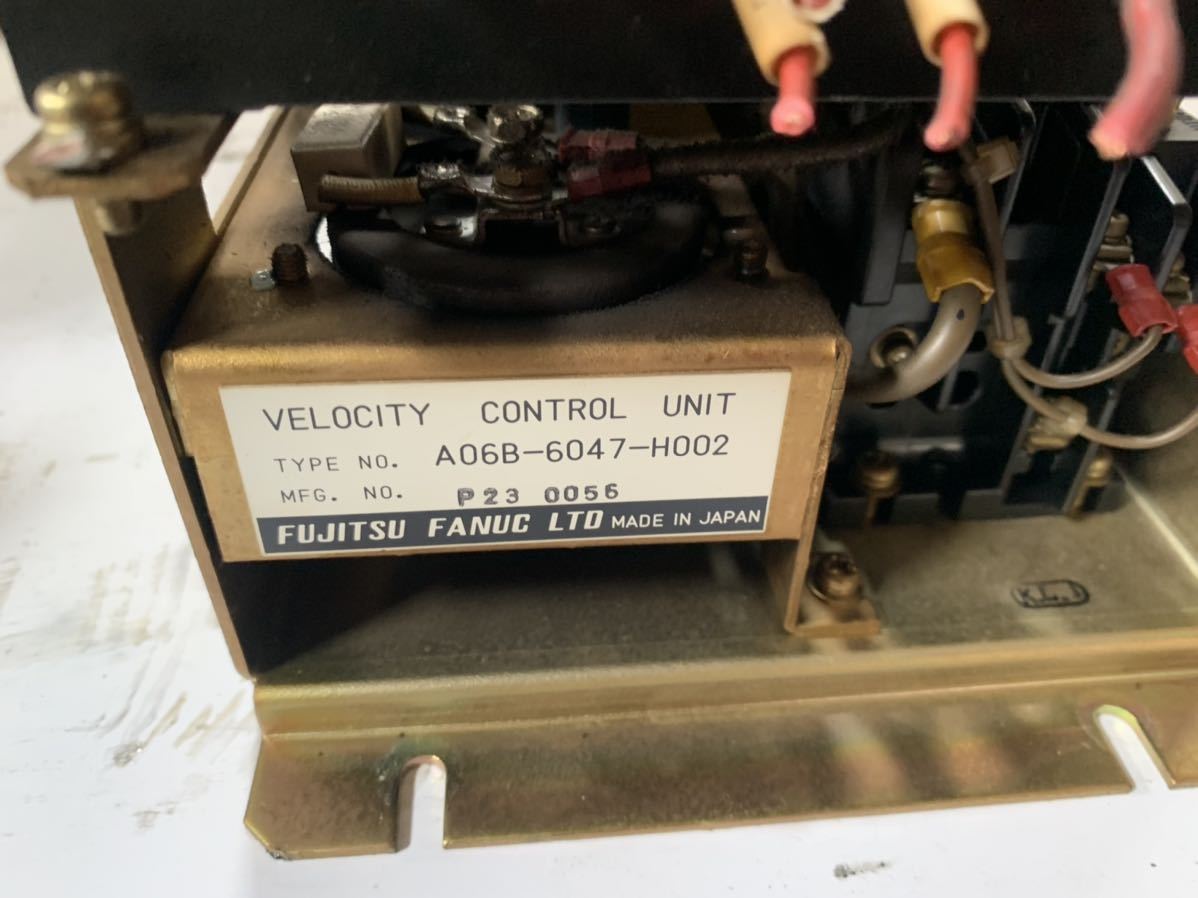 VELOCITY CONTROL UNIT
TYPE NO. A06B-6047-H002
MFG. NO. P23 0056
FUJITSU FANUC LTD MADE IN JAPAN